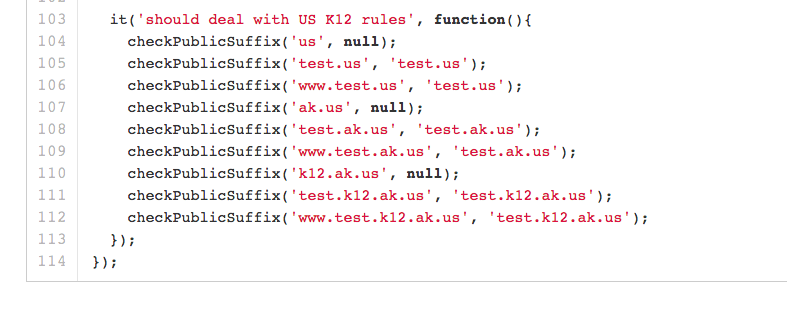 103 it('should deal with US K12 rules', function(){
104 checkPublicSuffix('us', null);
105 checkPublicSuffix('test.us', 'test.us');
106 checkPublicSuffix('www.test.us', 'test.us');
107 checkPublicSuffix('ak.us', null);
108 checkPublicSuffix('test.ak.us', 'test.ak.us');
109 checkPublicSuffix('www.test.ak.us', 'test.ak.us');
110 checkPublicSuffix('k12.ak.us', null);
111 checkPublicSuffix('test.k12.ak.us', 'test.k12.ak.us');
112 checkPublicSuffix('www.test.k12.ak.us', 'test.k12.ak.us');
113 });
114 });